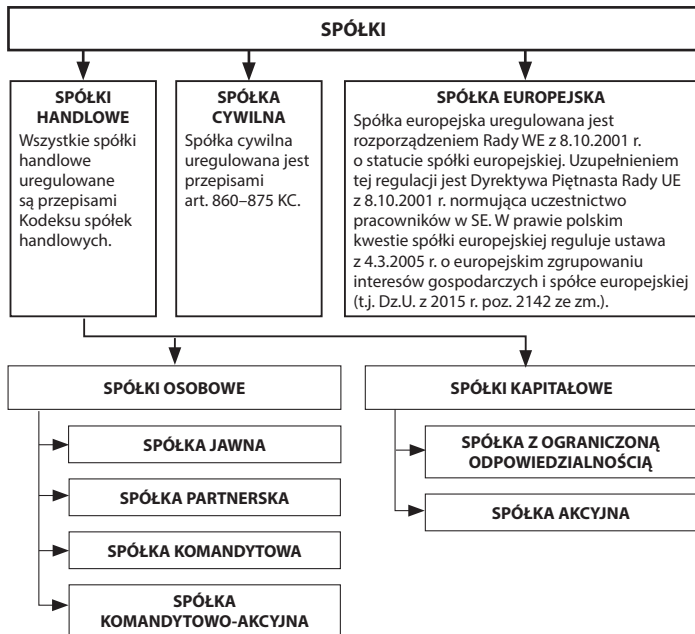 SPÓŁKI
SPÓŁKI
HANDLOWE
Wszystkie spółki
handlowe
uregulowane
są przepisami
Kodeksu spółek
handlowych.
SPÓŁKA
CYWILNA
Spółka cywilna
uregulowana jest
przepisami
art. 860–875 KC.
SPÓŁKA EUROPEJSKA
Spółka europejska uregulowana jest
rozporządzeniem Rady WE z 8.10.2001 r.
o statucie spółki europejskiej. Uzupełnieniem
tej regulacji jest Dyrektywa Piętnasta Rady UE
z 8.10.2001 r. normująca uczestnictwo
pracowników w SE. W prawie polskim
kwestie spółki europejskiej reguluje ustawa
z 4.3.2005 r. o europejskim zgrupowaniu
interesów gospodarczych i spółce europejskiej
(t.j. Dz.U. z 2015 r. poz. 2142 ze zm.).
SPÓŁKI OSOBOWE
SPÓŁKA JAWNA
SPÓŁKA PARTNERSKA
SPÓŁKA KOMANDYTOWA
SPÓŁKA
KOMANDYTOWO-AKCYJNA
SPÓŁKI KAPITAŁOWE
SPÓŁKA Z OGRANICZONĄ
ODPOWIEDZIALNOŚCIĄ
SPÓŁKA AKCYJNA